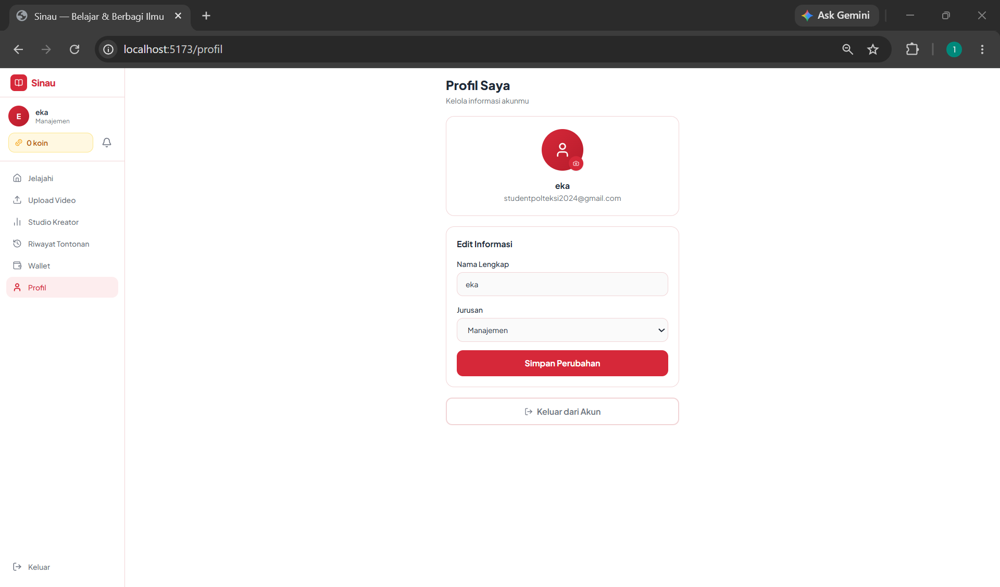 Sinau — Belajar & Berbagi Ilmu
Ask Gemini
localhost:5173/profil
1
Sinau
E
eka
Manajemen
0 koin
Jelajahi
Upload Video
Studio Kreator
Riwayat Tontonan
Wallet
Profil
Keluar
Profil Saya
Kelola informasi akunmu
eka
studentpolteksi2024@gmail.com
Edit Informasi
Nama Lengkap
eka
Jurusan
Manajemen
Simpan Perubahan
Keluar dari Akun